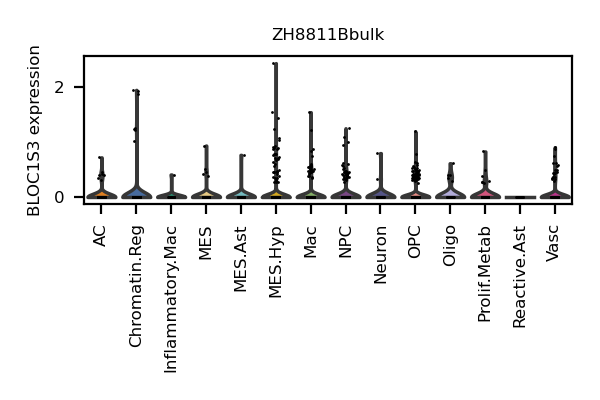 ZH8811Bbulk
BLOC1S3 expression
2
0
AC
Chromatin.Reg
Inflammatory.Mac
MES
MES.Ast
MES.Hyp
Mac
NPC
Neuron
OPC
Oligo
Prolif.Metab
Reactive.Ast
Vasc